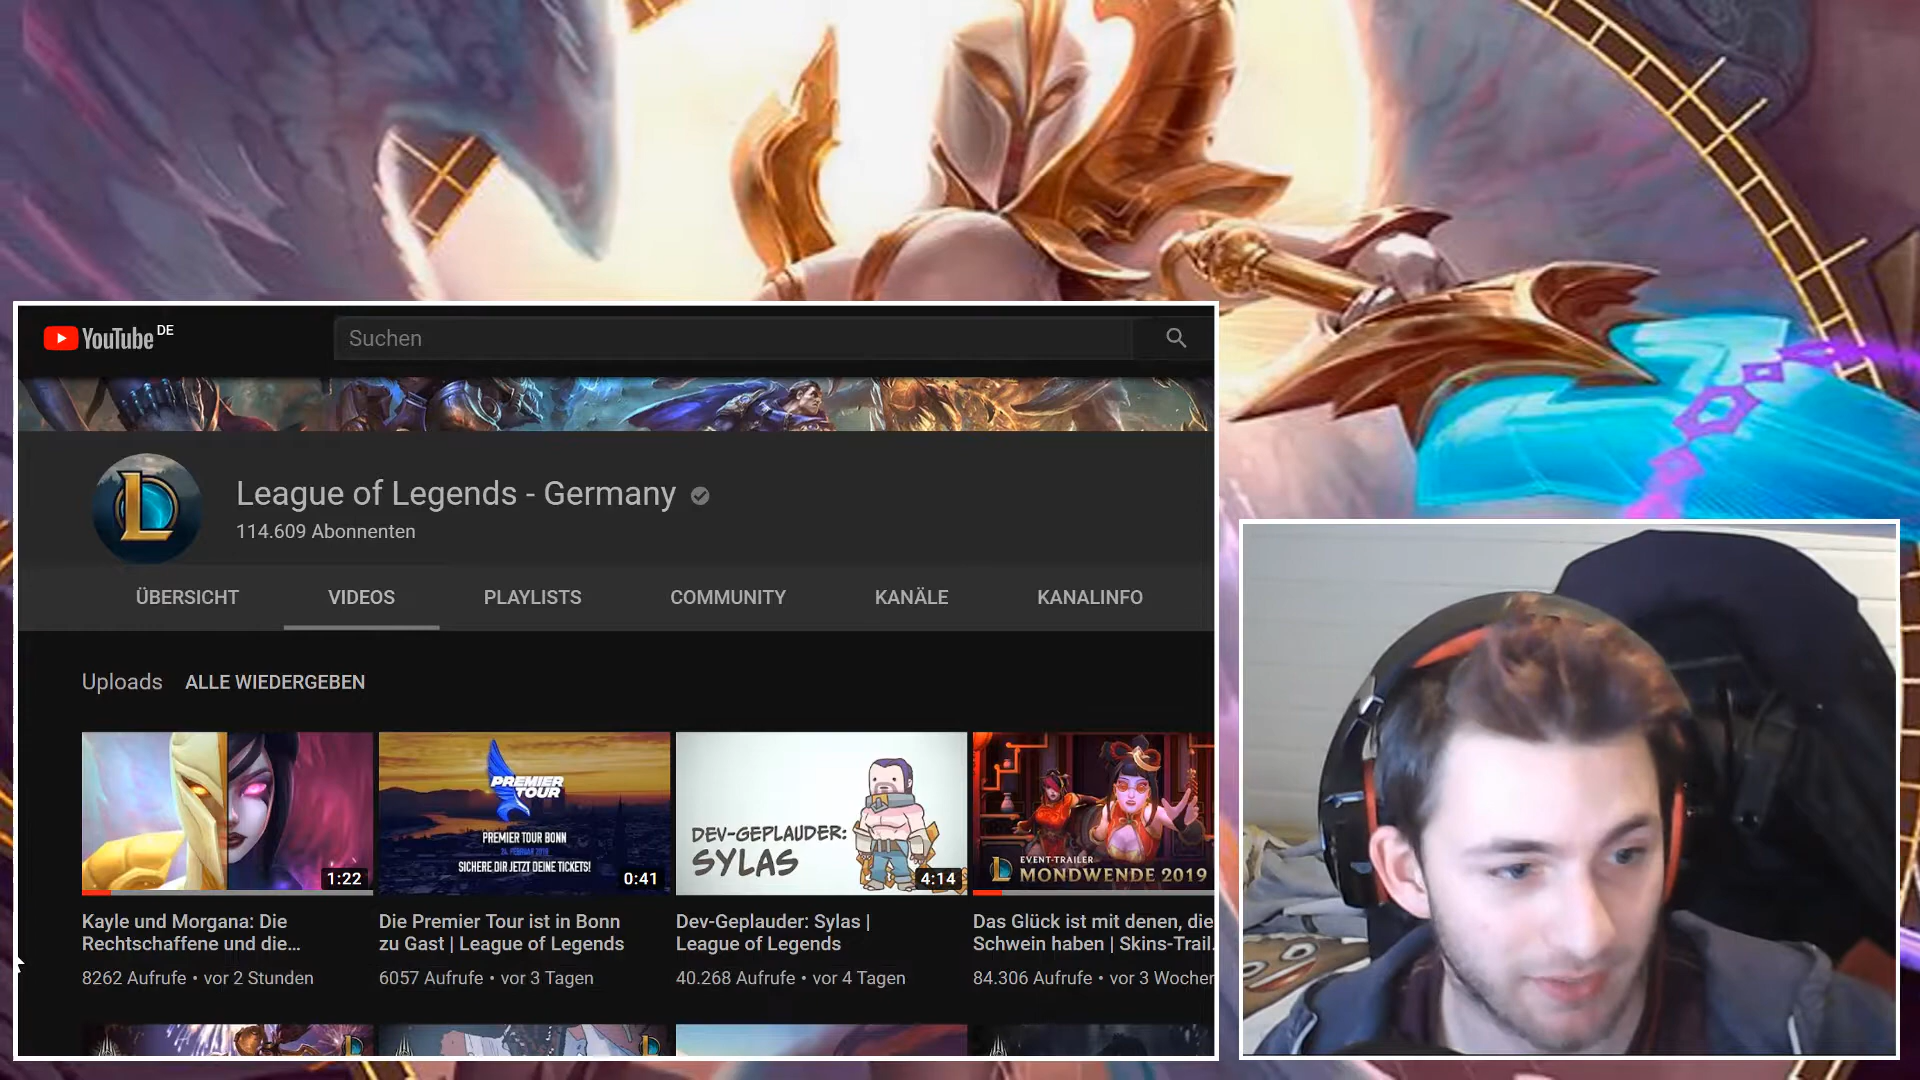 YouTube DE
Suchen
League of Legends - Germany
114.609 Abonnenten
ÜBERSICHT VIDEOS PLAYLISTS COMMUNITY KANÄLE KANALINFO
Uploads ALLE WIEDERGEBEN
1:22
PREMIER
TOUR
PREMIER TOUR BONN
SICHERE DIR JETZT DEINE TICKETS!
0:41
DEV-GEPLAUDER:
SYLAS
4:14
EVENT-TRAILER
MONDWENDE 2019
Kayle und Morgana: Die
Rechtschaffene und die...
8262 Aufrufe • vor 2 Stunden
Die Premier Tour ist in Bonn
zu Gast | League of Legends
6057 Aufrufe • vor 3 Tagen
Dev-Geplauder: Sylas |
League of Legends
40.268 Aufrufe • vor 4 Tagen
Das Glück ist mit denen, die
Schwein haben | Skins-Trail.
84.306 Aufrufe • vor 3 Wochen